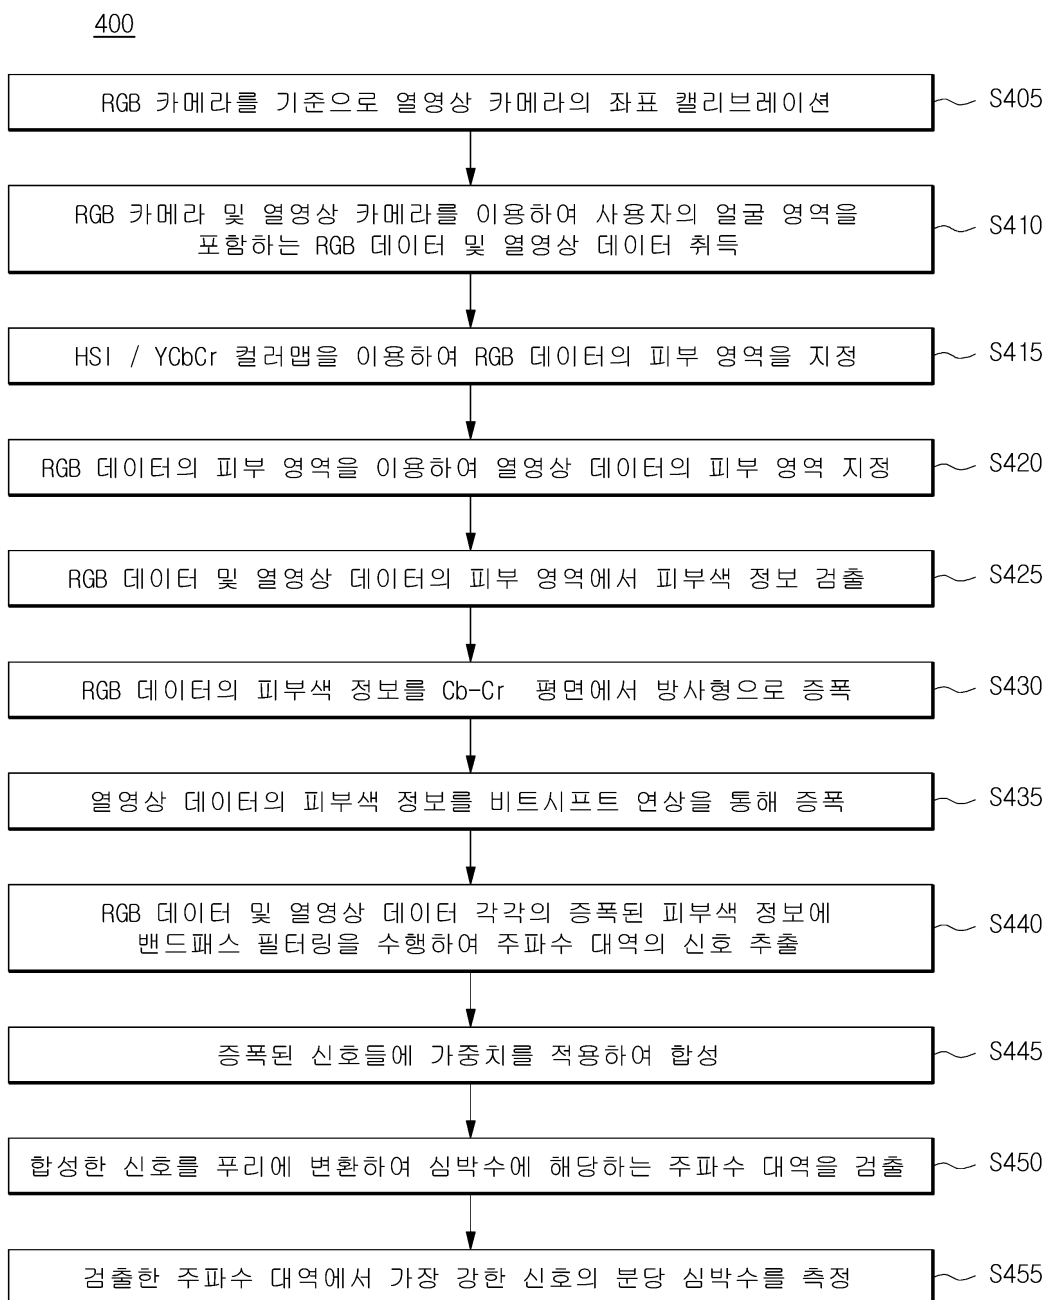 400
RGB 카메라를 기준으로 열영상 카메라의 좌표 캘리브레이션
S405
RGB 카메라 및 열영상 카메라를 이용하여 사용자의 얼굴 영역을
포함하는 RGB 데이터 및 열영상 데이터 취득
S410
HSI / YCbCr 컬러맵을 이용하여 RGB 데이터의 피부 영역을 지정
S415
RGB 데이터의 피부 영역을 이용하여 열영상 데이터의 피부 영역 지정
S420
RGB 데이터 및 열영상 데이터의 피부 영역에서 피부색 정보 검출
S425
RGB 데이터의 피부색 정보를 Cb-Cr 평면에서 방사형으로 증폭
S430
열영상 데이터의 피부색 정보를 비트시프트 연상을 통해 증폭
S435
RGB 데이터 및 열영상 데이터 각각의 증폭된 피부색 정보에
밴드패스 필터링을 수행하여 주파수 대역의 신호 추출
S440
증폭된 신호들에 가중치를 적용하여 합성
S445
합성한 신호를 푸리에 변환하여 심박수에 해당하는 주파수 대역을 검출
S450
검출한 주파수 대역에서 가장 강한 신호의 분당 심박수를 측정
S455